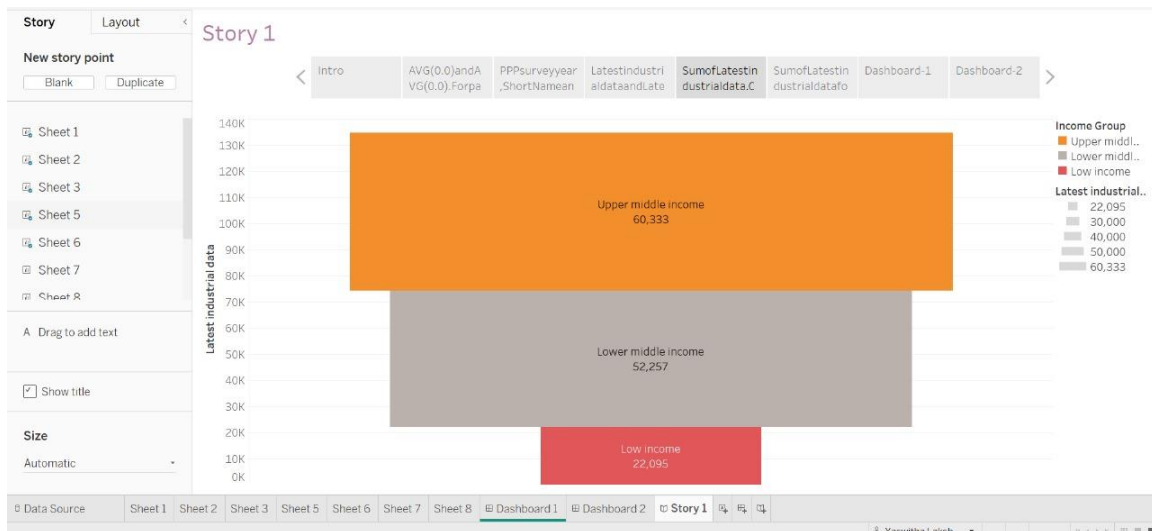 Story
Layout
Story 1
New story point
Blank
Duplicate
Intro
AVG(0.0)andA
VG(0.0).Forpa
PPPsurveyyear
,ShortNamean
Latestindustri
aldataandLate
SumofLatestin
dustrialdata.C
SumofLatestin
dustrialdatafo
Dashboard-1
Dashboard-2
Sheet 1
Sheet 2
Sheet 3
Sheet 5
Sheet 6
Sheet 7
Sheet 8
A Drag to add text
Show title
Size
Automatic
Latest industrial data
140K
130K
120K
110K
100K
90K
80K
70K
60K
50K
40K
30K
20K
10K
0K
Upper middle income
60,333
Lower middle income
52,257
Low income
22,095
Income Group
Upper middl..
Lower middl..
Low income
Latest industrial..
22,095
30,000
40,000
50,000
60,333
Data Source
Sheet 1
Sheet 2
Sheet 3
Sheet 5
Sheet 6
Sheet 7
Sheet 8
Dashboard 1
Dashboard 2
Story 1